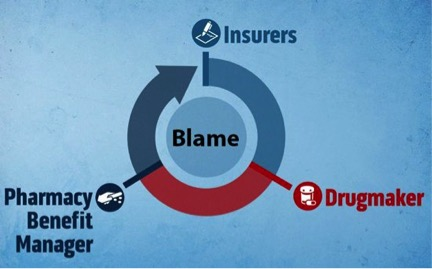 Insurers
Blame
Pharmacy
Benefit
Manager
Drugmaker